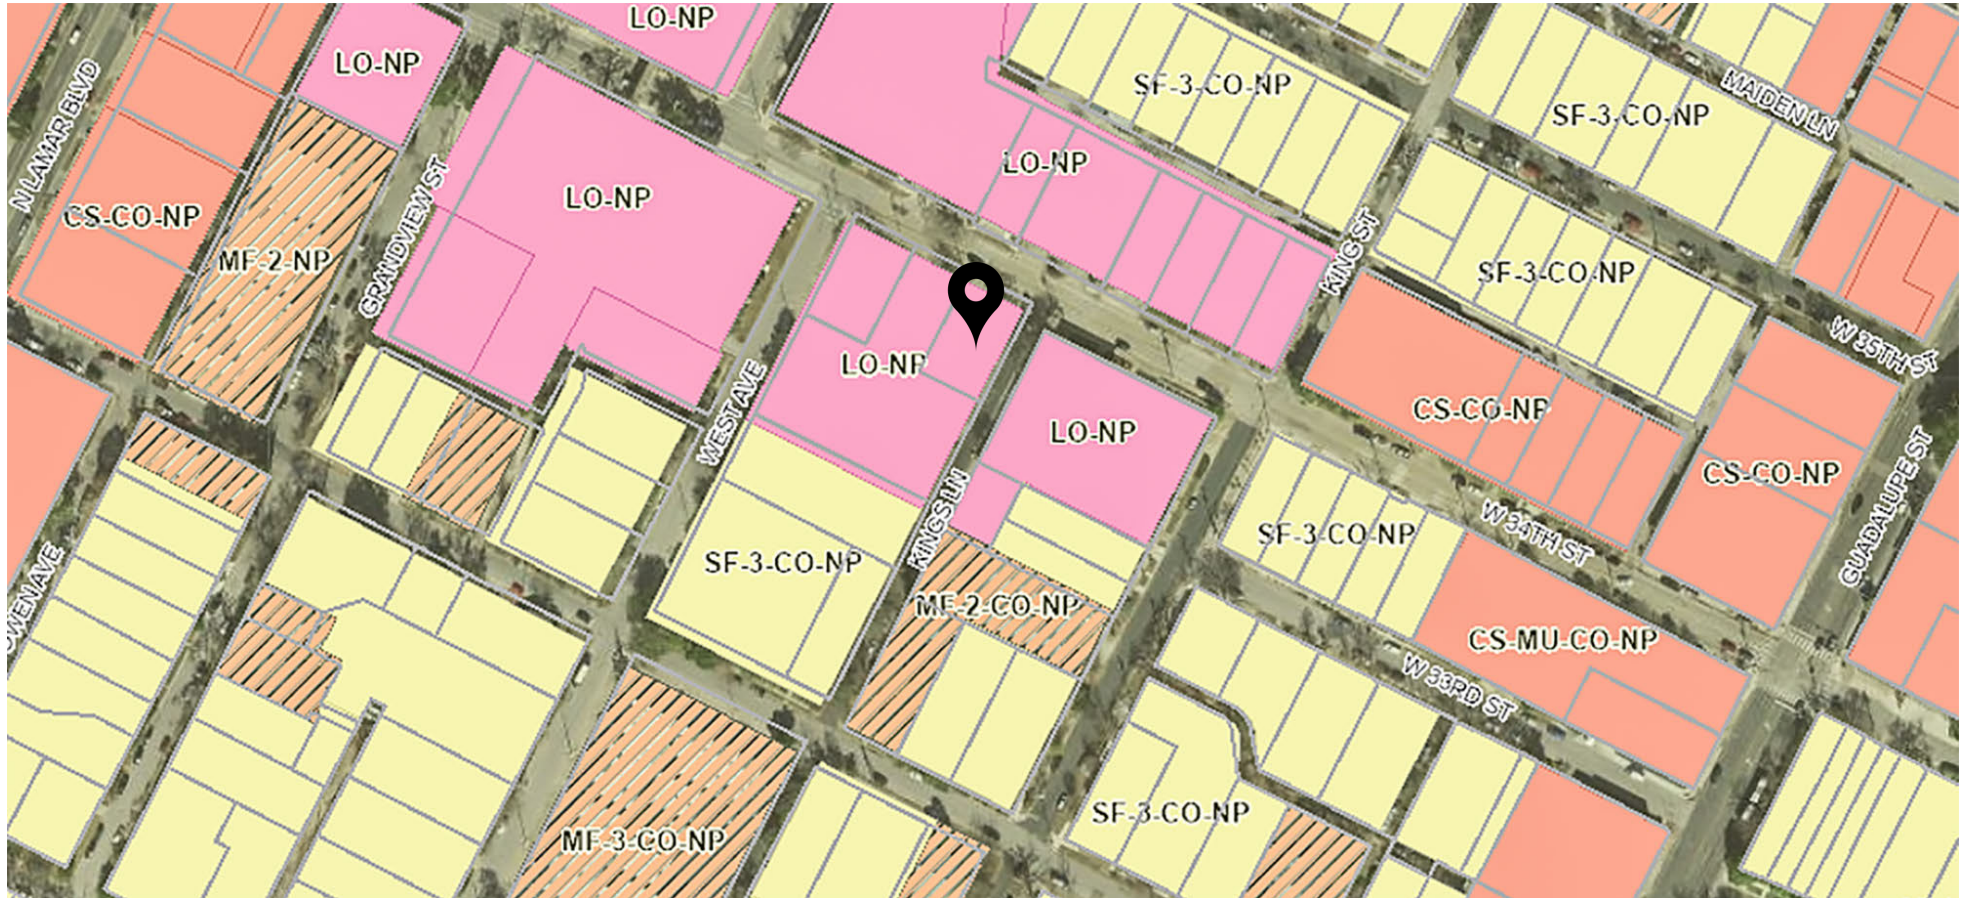 LO-NP
LO-NP
SF-3-CO-NP
MAIDEN LN
SF-3-CO-NP
N LAMAR BLVD
LO-NP
LO-NP
CS-CO-NP
GRANDVIEW ST
MF-2-NP
KING ST
SF-3-CO-NP
W 35TH ST
LO-NP
WEST AVE
CS-CO-NP
LO-NP
CS-CO-NP
GUADALUPE ST
KINGS LN
W 34TH ST
SF-3-CO-NP
SF-3-CO-NP
OWEN AVE
MF-2-CO-NP
CS-MU-CO-NP
W 33RD ST
SF-3-CO-NP
MF-3-CO-NP